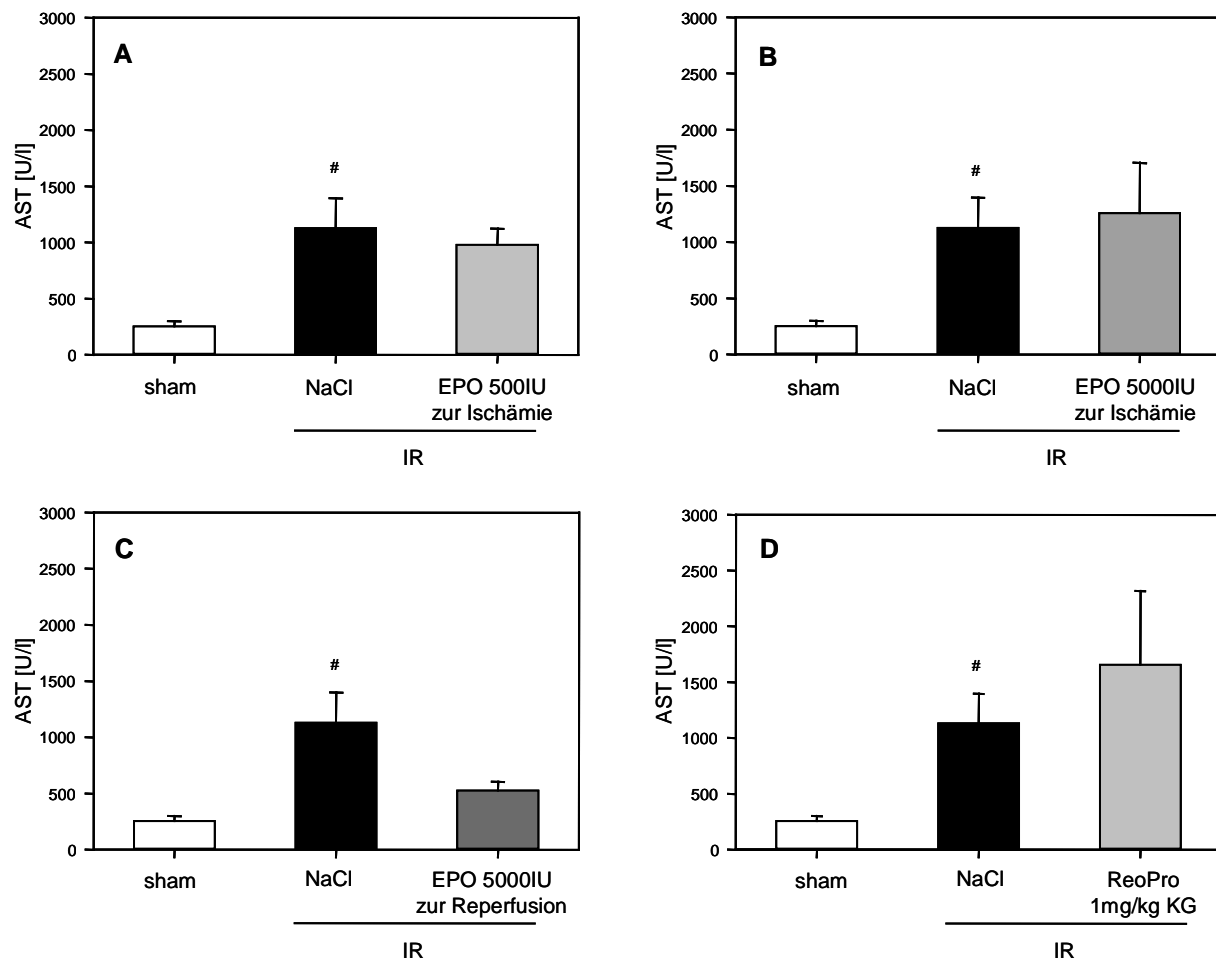 A
3000
2500
2000
1500
1000
500
0
AST [U/l]
#
sham
NaCl
EPO 500IU
zur Ischämie
IR
B
3000
2500
2000
1500
1000
500
0
AST [U/l]
#
sham
NaCl
EPO 5000IU
zur Ischämie
IR
C
3000
2500
2000
1500
1000
500
0
AST [U/l]
#
sham
NaCl
EPO 5000IU
zur Reperfusion
IR
D
3000
2500
2000
1500
1000
500
0
AST [U/l]
#
sham
NaCl
ReoPro
1mg/kg KG
IR